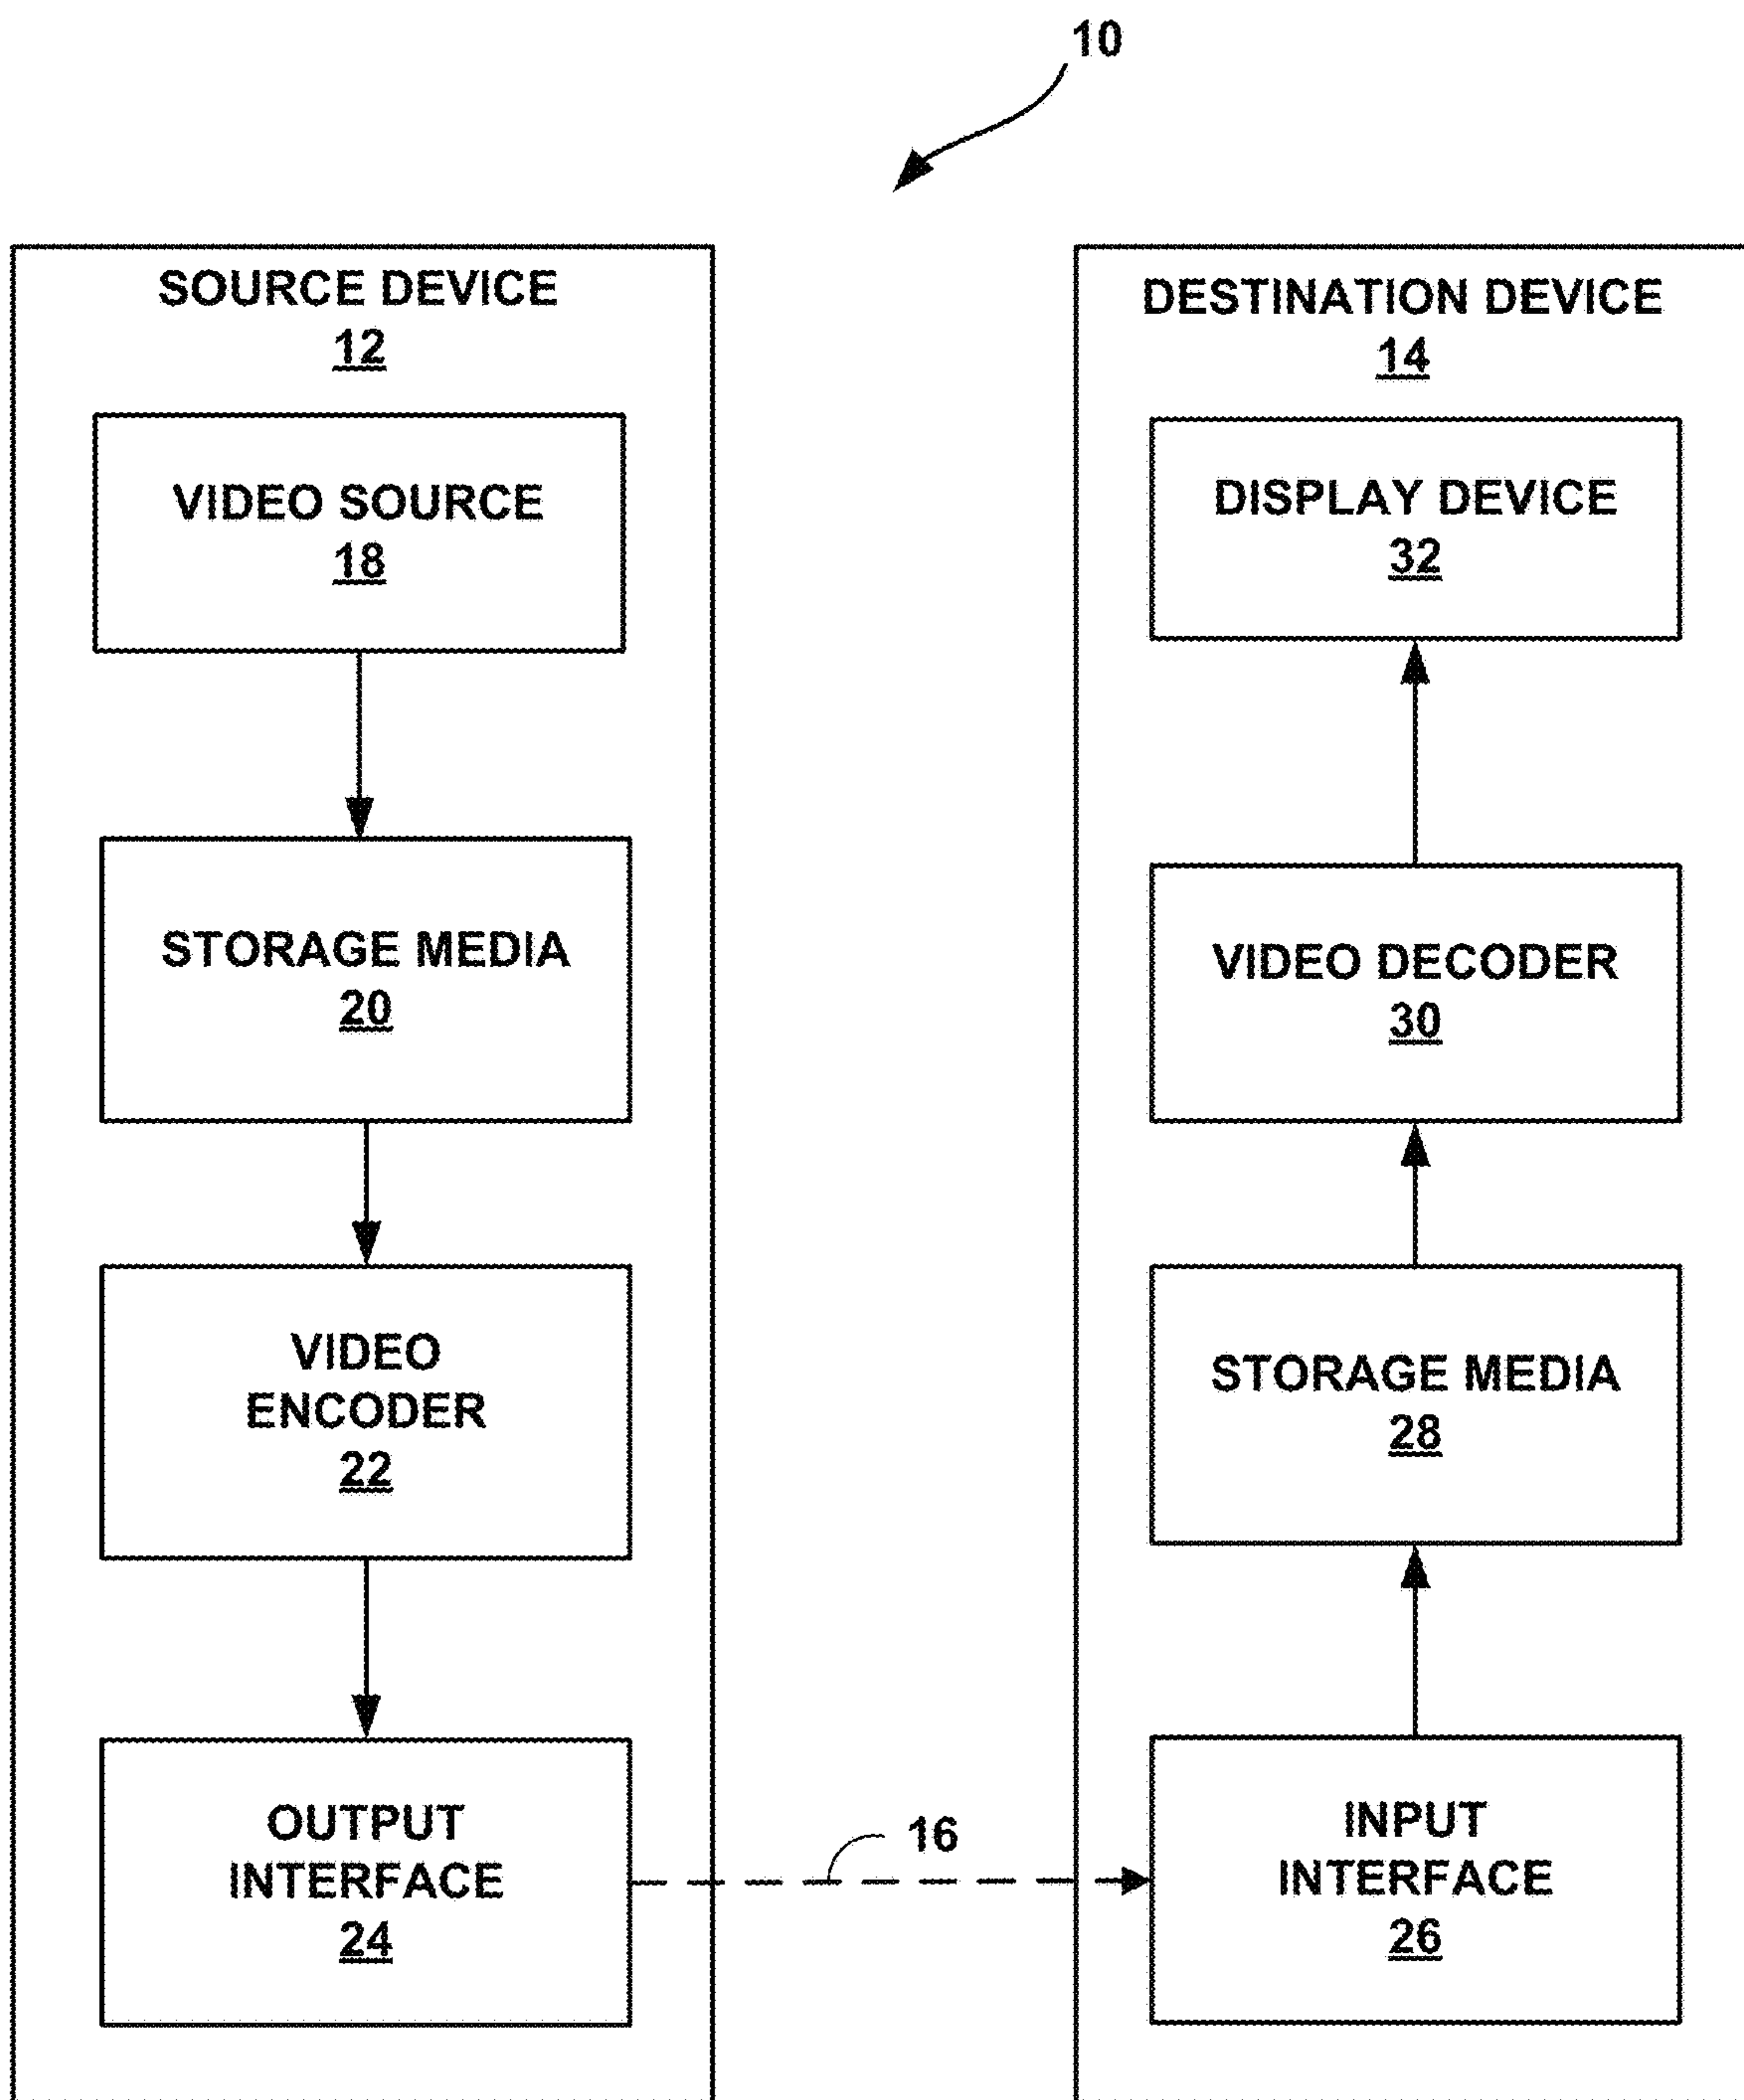 10
SOURCE DEVICE
12
VIDEO SOURCE
18
STORAGE MEDIA
20
VIDEO
ENCODER
22
OUTPUT
INTERFACE
24
16
DESTINATION DEVICE
14
DISPLAY DEVICE
32
VIDEO DECODER
30
STORAGE MEDIA
28
INPUT
INTERFACE
26